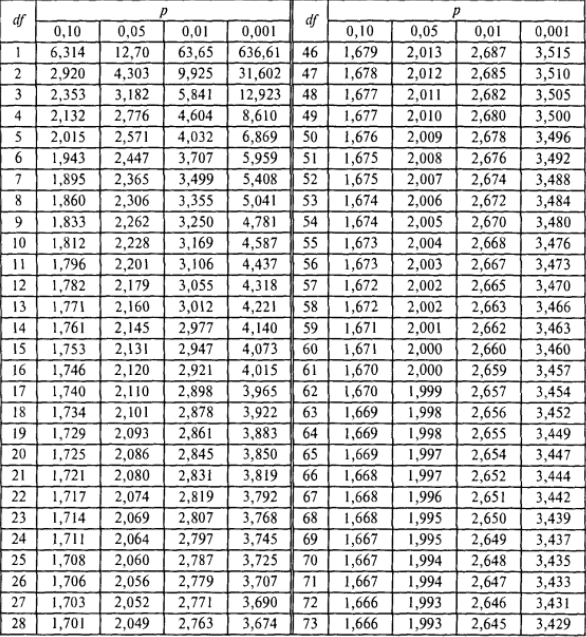 df p df p
0,10 0,05 0,01 0,001 0,10 0,05 0,01 0,001
1 6,314 12,70 63,65 636,61 46 1,679 2,013 2,687 3,515
2 2,920 4,303 9,925 31,602 47 1,678 2,012 2,685 3,510
3 2,353 3,182 5,841 12,923 48 1,677 2,011 2,682 3,505
4 2,132 2,776 4,604 8,610 49 1,677 2,010 2,680 3,500
5 2,015 2,571 4,032 6,869 50 1,676 2,009 2,678 3,496
6 1,943 2,447 3,707 5,959 51 1,675 2,008 2,676 3,492
7 1,895 2,365 3,499 5,408 52 1,675 2,007 2,674 3,488
8 1,860 2,306 3,355 5,041 53 1,674 2,006 2,672 3,484
9 1,833 2,262 3,250 4,781 54 1,674 2,005 2,670 3,480
10 1,812 2,228 3,169 4,587 55 1,673 2,004 2,668 3,476
11 1,796 2,201 3,106 4,437 56 1,673 2,003 2,667 3,473
12 1,782 2,179 3,055 4,318 57 1,672 2,002 2,665 3,470
13 1,771 2,160 3,012 4,221 58 1,672 2,002 2,663 3,466
14 1,761 2,145 2,977 4,140 59 1,671 2,001 2,662 3,463
15 1,753 2,131 2,947 4,073 60 1,671 2,000 2,660 3,460
16 1,746 2,120 2,921 4,015 61 1,670 2,000 2,659 3,457
17 1,740 2,110 2,898 3,965 62 1,670 1,999 2,657 3,454
18 1,734 2,101 2,878 3,922 63 1,669 1,998 2,656 3,452
19 1,729 2,093 2,861 3,883 64 1,669 1,998 2,655 3,449
20 1,725 2,086 2,845 3,850 65 1,669 1,997 2,654 3,447
21 1,721 2,080 2,831 3,819 66 1,668 1,997 2,652 3,444
22 1,717 2,074 2,819 3,792 67 1,668 1,996 2,651 3,442
23 1,714 2,069 2,807 3,768 68 1,668 1,995 2,650 3,439
24 1,711 2,064 2,797 3,745 69 1,667 1,995 2,649 3,437
25 1,708 2,060 2,787 3,725 70 1,667 1,994 2,648 3,435
26 1,706 2,056 2,779 3,707 71 1,667 1,994 2,647 3,433
27 1,703 2,052 2,771 3,690 72 1,666 1,993 2,646 3,431
28 1,701 2,049 2,763 3,674 73 1,666 1,993 2,645 3,429